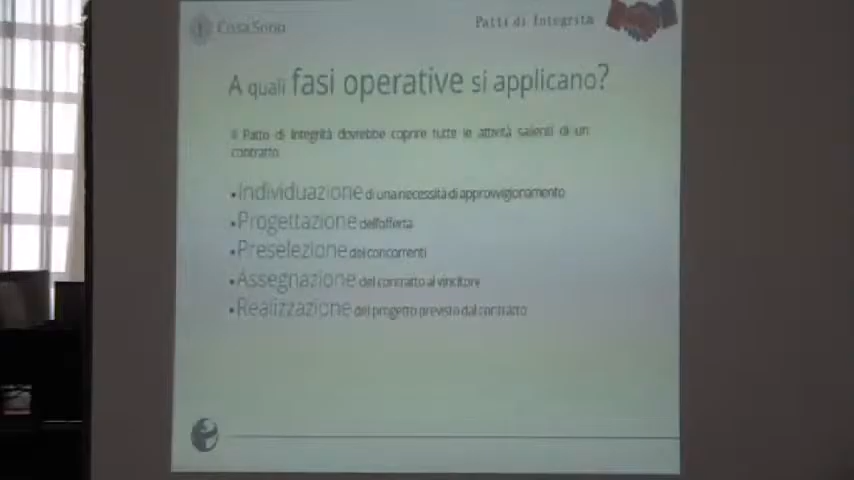 Cosa Sono
Patti di Integrità
A quali fasi operative si applicano?
Il Patto di Integrità dovrebbe coprire tutte le attività salienti di un
contratto
▪Individuazione di una necessità di approvvigionamento
▪Progettazione dell'offerta
▪Preselezione dei concorrenti
▪Assegnazione del contratto al vincitore
▪Realizzazione del progetto previsto dal contratto